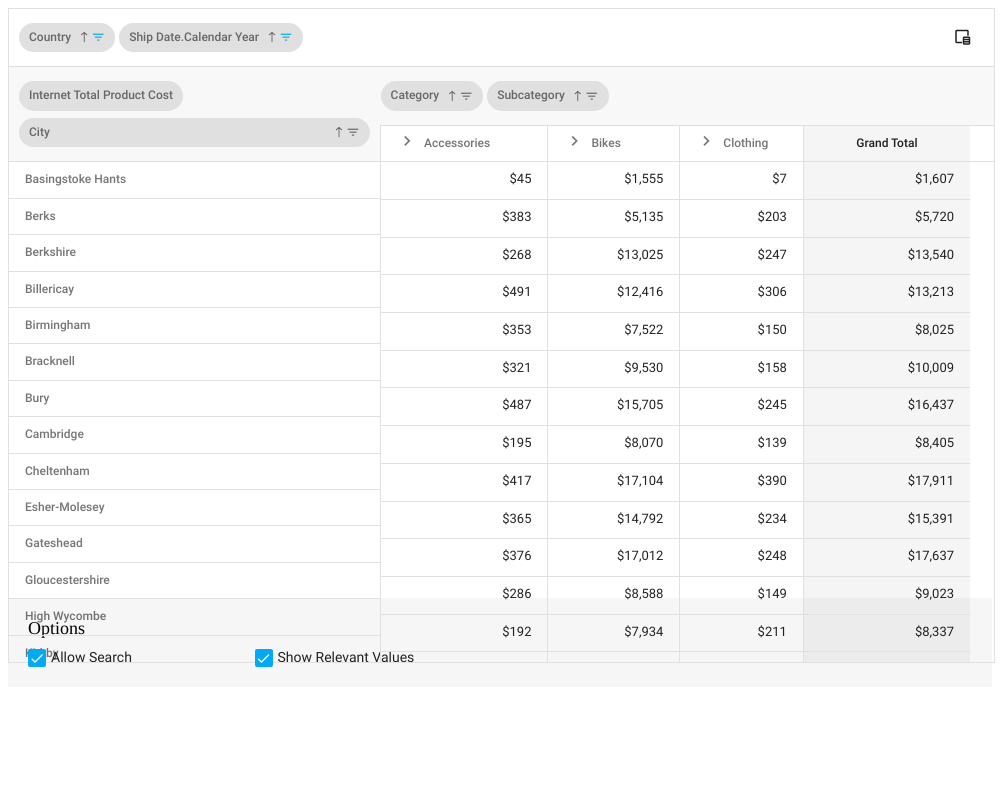 Country Ship Date.Calendar Year
Internet Total Product Cost Category Subcategory
City
Accessories Bikes Clothing Grand Total
Basingstoke Hants $45 $1,555 $7 $1,607
Berks $383 $5,135 $203 $5,720
Berkshire $268 $13,025 $247 $13,540
Billericay $491 $12,416 $306 $13,213
Birmingham $353 $7,522 $150 $8,025
Bracknell $321 $9,530 $158 $10,009
Bury $487 $15,705 $245 $16,437
Cambridge $195 $8,070 $139 $8,405
Cheltenham $417 $17,104 $390 $17,911
Esher-Molesey $365 $14,792 $234 $15,391
Gateshead $376 $17,012 $248 $17,637
Gloucestershire $286 $8,588 $149 $9,023
High Wycombe $192 $7,934 $211 $8,337
Options
Allow Search Show Relevant Values